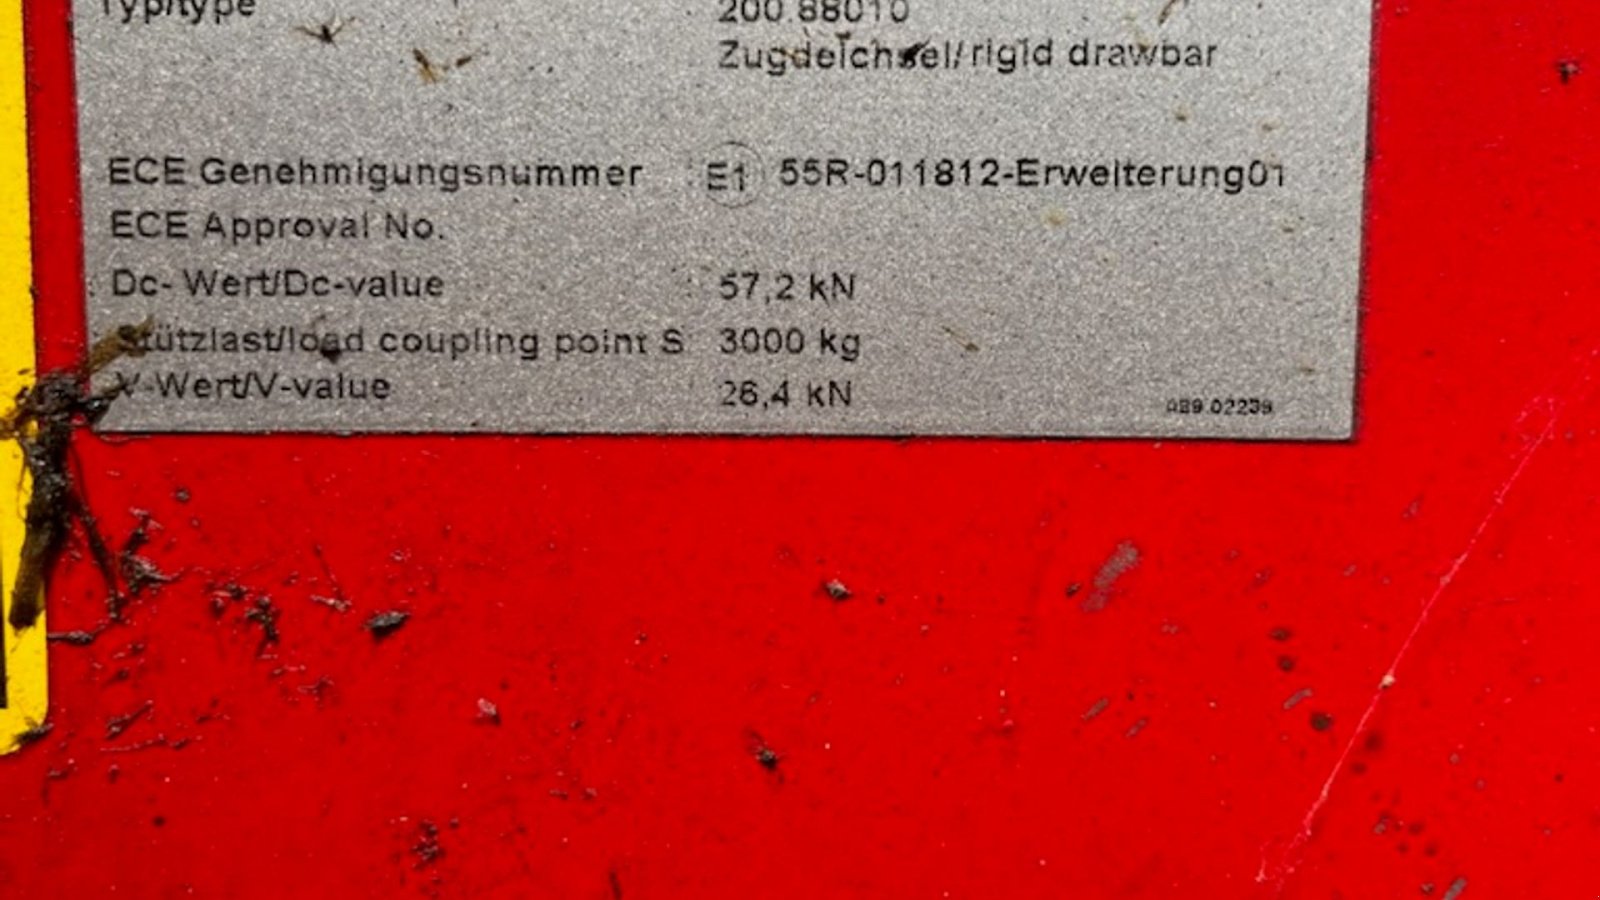 Typ/type 200.88010
Zugdeichsel/rigid drawbar
ECE Genehmigungsnummer : E1 55R-011812-Erweiterung01
ECE Approval No.
Dc- Wert/Dc-value : 57,2 kN
Stützlast/load coupling point S : 3000 kg
V-Wert/V-value : 26,4 kN
A89.02239